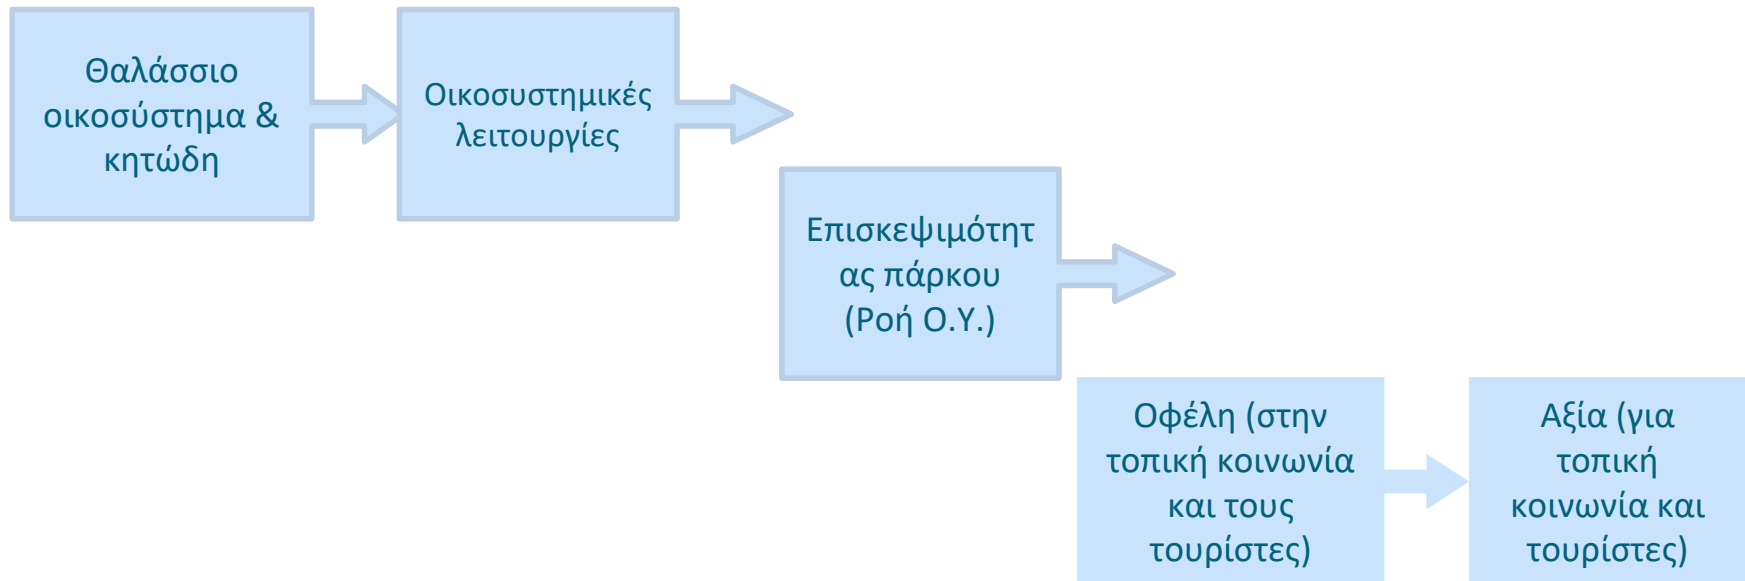 Θαλάσσιο
οικοσύστημα &
κητώδη
Οικοσυστημικές
λειτουργίες
Επισκεψιμότητ
ας πάρκου
(Ροή Ο.Υ.)
Οφέλη (στην
τοπική κοινωνία
και τους
τουρίστες)
Αξία (για
τοπική
κοινωνία και
τουρίστες)